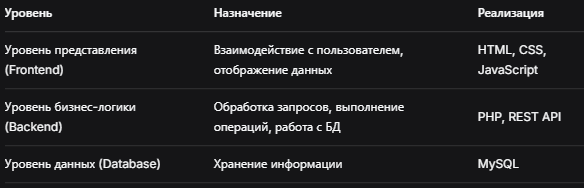 Уровень Назначение Реализация
Уровень представления Взаимодействие с пользователем, HTML, CSS,
(Frontend) отображение данных JavaScript
Уровень бизнес-логики Обработка запросов, выполнение PHP, REST API
(Backend) операций, работа с БД
Уровень данных (Database) Хранение информации MySQL